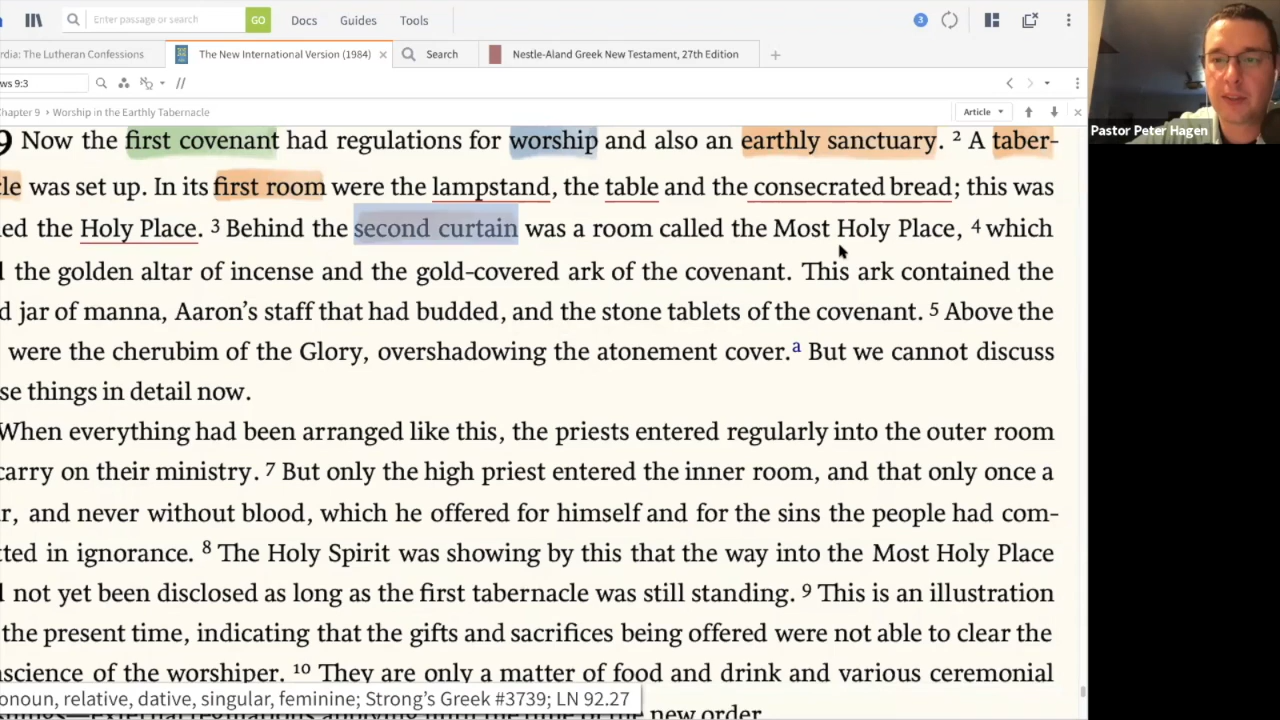 Enter passage or search
GO
Docs
Guides
Tools
3
rdia: The Lutheran Confessions
The New International Version (1984)
Search
Nestle-Aland Greek New Testament, 27th Edition
ws 9:3
hapter 9 › Worship in the Earthly Tabernacle
Article
Pastor Peter Hagen
9 Now the first covenant had regulations for worship and also an earthly sanctuary. 2 A taber-
cle was set up. In its first room were the lampstand, the table and the consecrated bread; this was
ed the Holy Place. 3 Behind the second curtain was a room called the Most Holy Place, 4 which
the golden altar of incense and the gold-covered ark of the covenant. This ark contained the
d jar of manna, Aaron's staff that had budded, and the stone tablets of the covenant. 5 Above the
were the cherubim of the Glory, overshadowing the atonement cover.a But we cannot discuss
se things in detail now.
When everything had been arranged like this, the priests entered regularly into the outer room
carry on their ministry. 7 But only the high priest entered the inner room, and that only once a
r, and never without blood, which he offered for himself and for the sins the people had com-
tted in ignorance. 8 The Holy Spirit was showing by this that the way into the Most Holy Place
not yet been disclosed as long as the first tabernacle was still standing. 9 This is an illustration
the present time, indicating that the gifts and sacrifices being offered were not able to clear the
nscience of the worshiper. 10 They are only a matter of food and drink and various ceremonial
onoun, relative, dative, singular, feminine; Strong's Greek #3739; LN 92.27
new order.